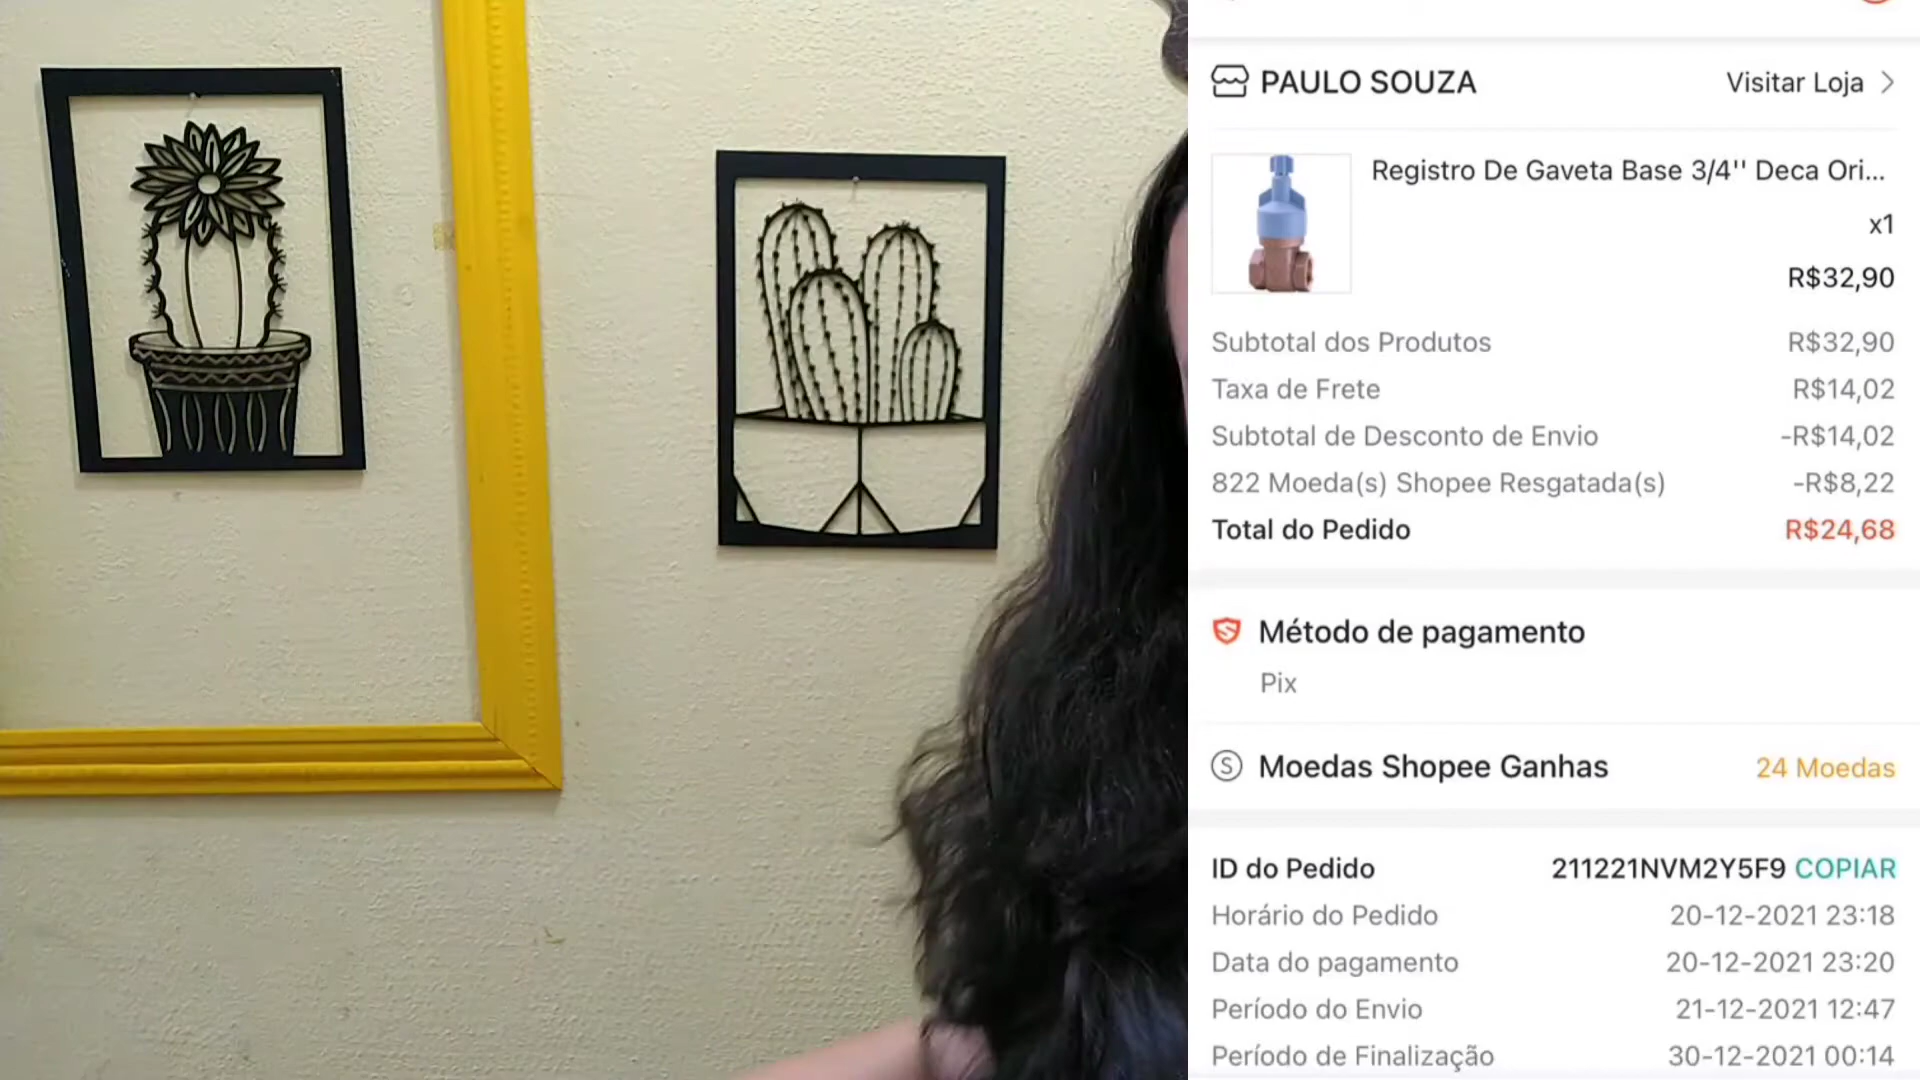 PAULO SOUZA Visitar Loja
Registro De Gaveta Base 3/4'' Deca Ori...
x1
R$32,90
Subtotal dos Produtos R$32,90
Taxa de Frete R$14,02
Subtotal de Desconto de Envio -R$14,02
822 Moeda(s) Shopee Resgatada(s) -R$8,22
Total do Pedido R$24,68
Método de pagamento
Pix
Moedas Shopee Ganhas 24 Moedas
ID do Pedido 211221NVM2Y5F9 COPIAR
Horário do Pedido 20-12-2021 23:18
Data do pagamento 20-12-2021 23:20
Período do Envio 21-12-2021 12:47
Período de Finalização 30-12-2021 00:14